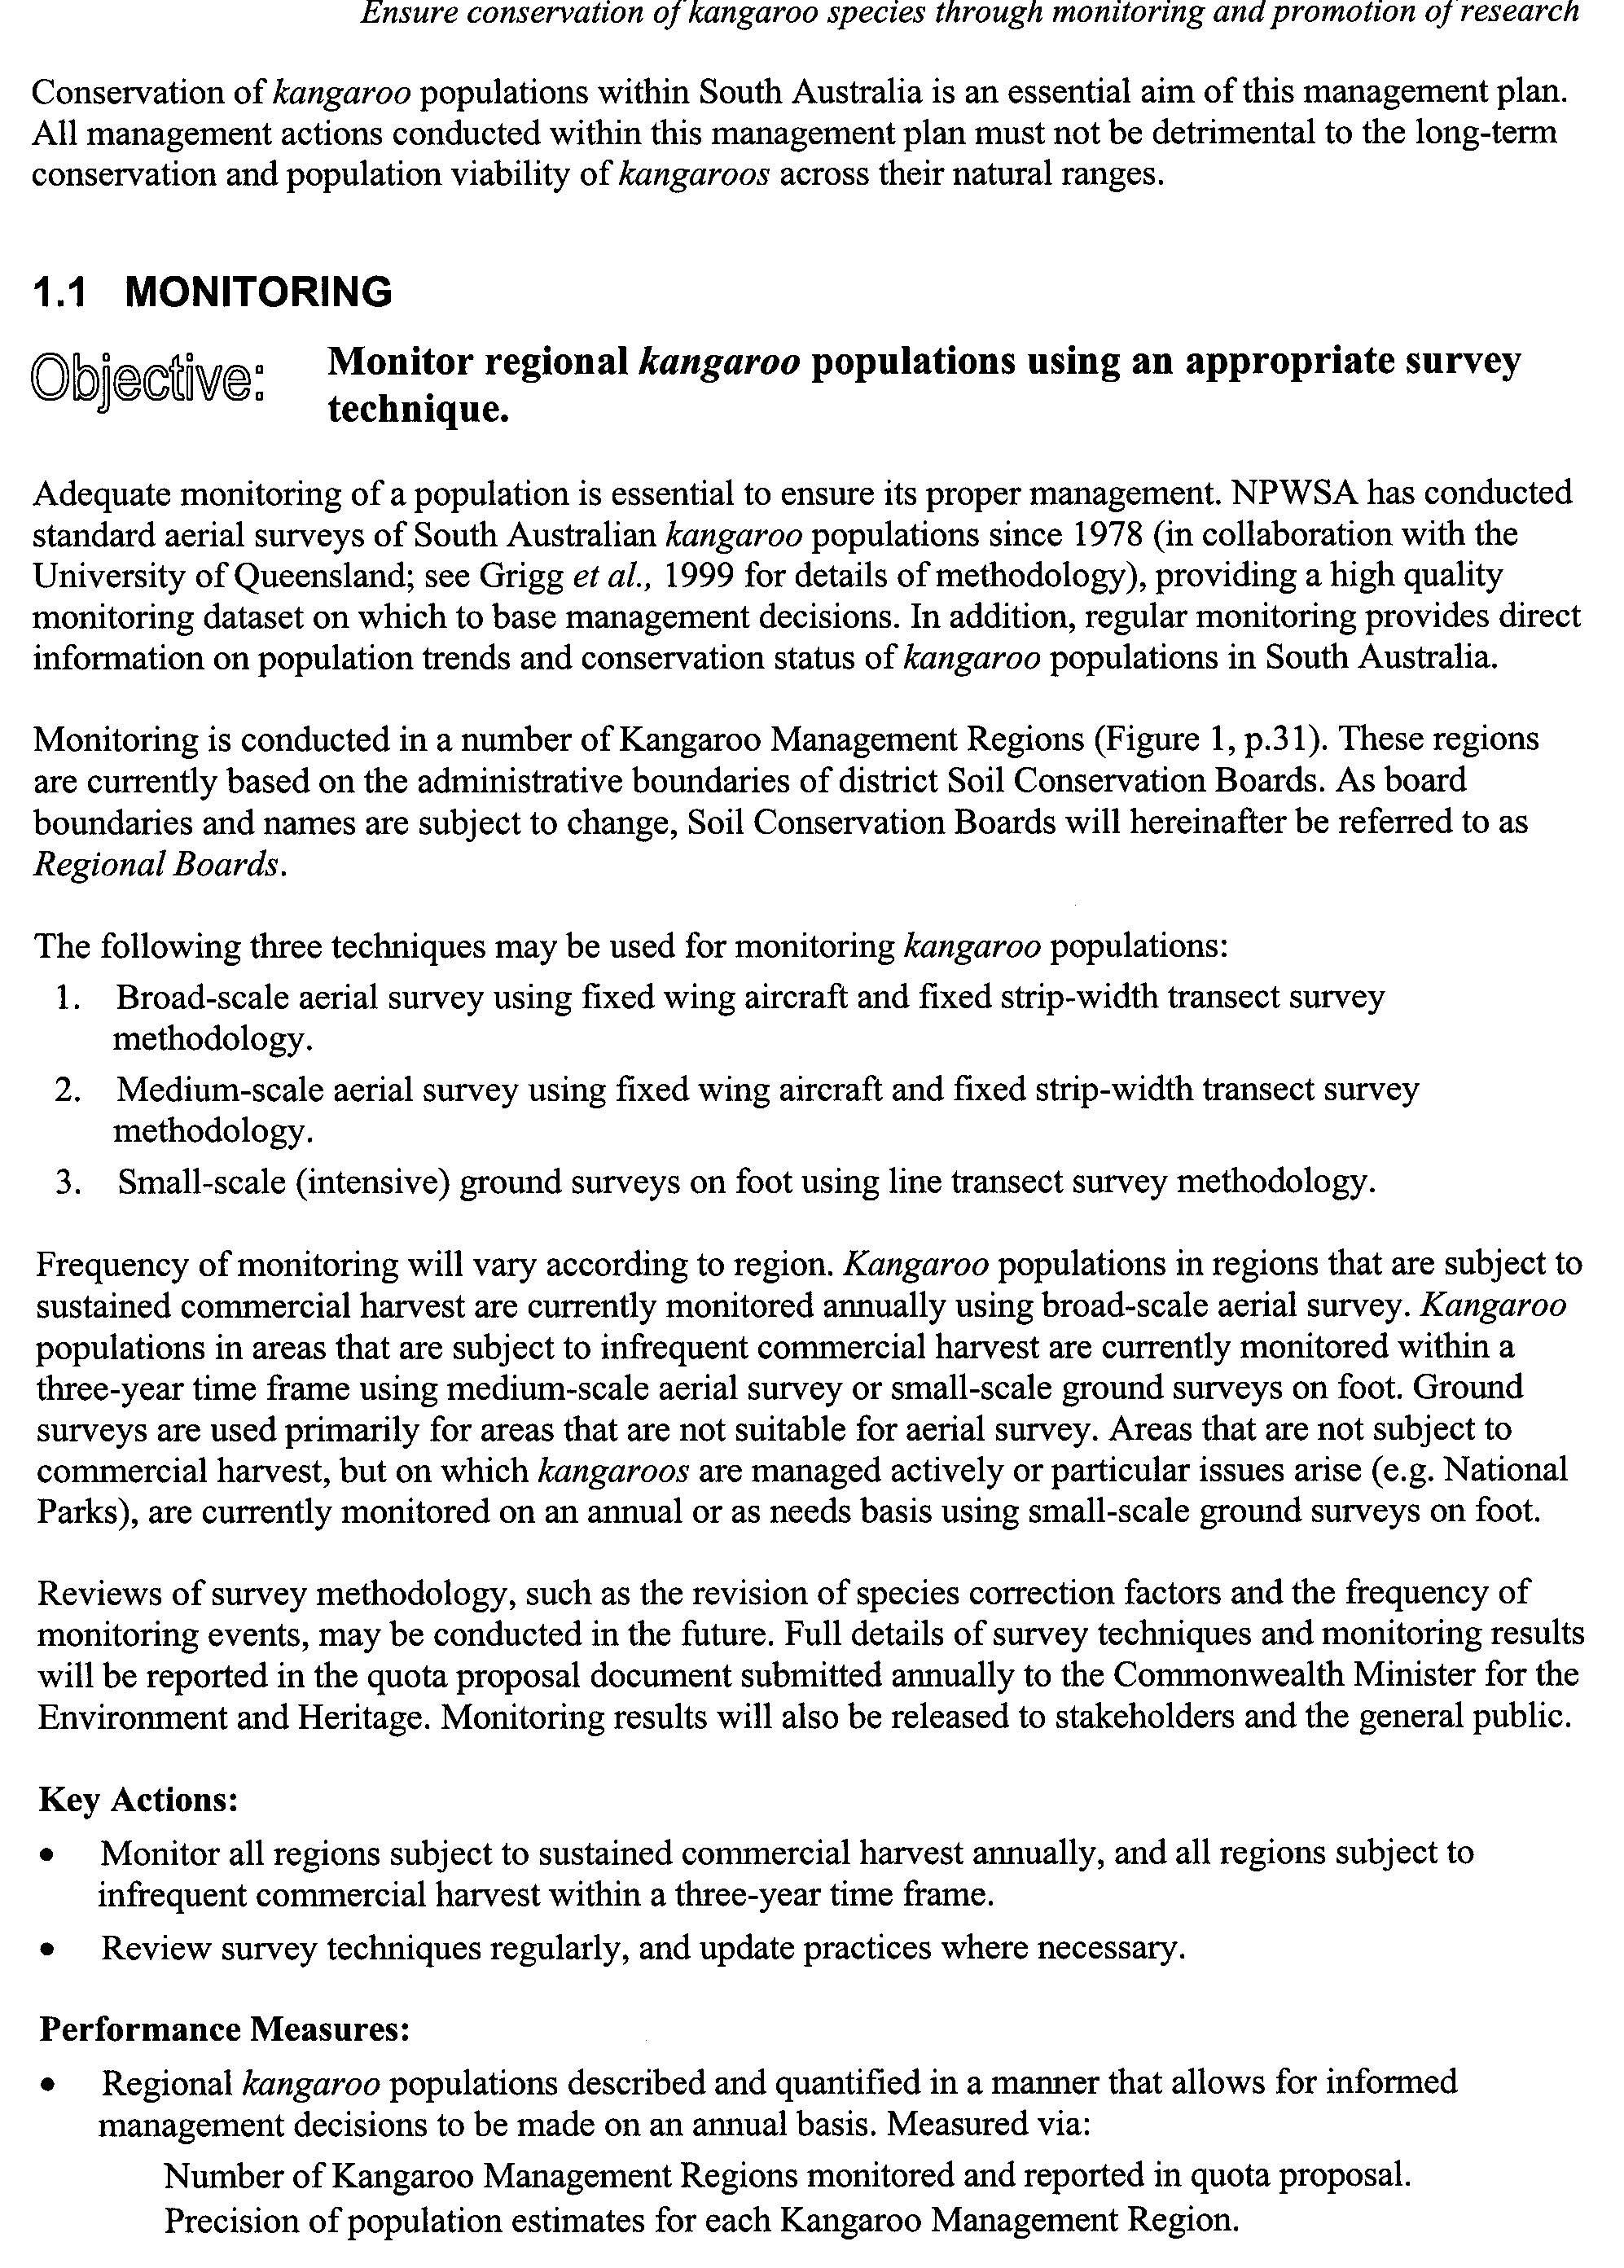 Ensure conservation of kangaroo species through monitoring and promotion of research
Conservation of kangaroo populations within South Australia is an essential aim of this management plan.
All management actions conducted within this management plan must not be detrimental to the long-term
conservation and population viability of kangaroos across their natural ranges.
1.1 MONITORING
Objective: Monitor regional kangaroo populations using an appropriate survey
technique.
Adequate monitoring of a population is essential to ensure its proper management. NPWSA has conducted
standard aerial surveys of South Australian kangaroo populations since 1978 (in collaboration with the
University of Queensland; see Grigg et al., 1999 for details of methodology), providing a high quality
monitoring dataset on which to base management decisions. In addition, regular monitoring provides direct
information on population trends and conservation status of kangaroo populations in South Australia.
Monitoring is conducted in a number of Kangaroo Management Regions (Figure 1, p.31). These regions
are currently based on the administrative boundaries of district Soil Conservation Boards. As board
boundaries and names are subject to change, Soil Conservation Boards will hereinafter be referred to as
Regional Boards.
The following three techniques may be used for monitoring kangaroo populations:
1. Broad-scale aerial survey using fixed wing aircraft and fixed strip-width transect survey
methodology.
2. Medium-scale aerial survey using fixed wing aircraft and fixed strip-width transect survey
methodology.
3. Small-scale (intensive) ground surveys on foot using line transect survey methodology.
Frequency of monitoring will vary according to region. Kangaroo populations in regions that are subject to
sustained commercial harvest are currently monitored annually using broad-scale aerial survey. Kangaroo
populations in areas that are subject to infrequent commercial harvest are currently monitored within a
three-year time frame using medium-scale aerial survey or small-scale ground surveys on foot. Ground
surveys are used primarily for areas that are not suitable for aerial survey. Areas that are not subject to
commercial harvest, but on which kangaroos are managed actively or particular issues arise (e.g. National
Parks), are currently monitored on an annual or as needs basis using small-scale ground surveys on foot.
Reviews of survey methodology, such as the revision of species correction factors and the frequency of
monitoring events, may be conducted in the future. Full details of survey techniques and monitoring results
will be reported in the quota proposal document submitted annually to the Commonwealth Minister for the
Environment and Heritage. Monitoring results will also be released to stakeholders and the general public.
Key Actions:
• Monitor all regions subject to sustained commercial harvest annually, and all regions subject to
infrequent commercial harvest within a three-year time frame.
• Review survey techniques regularly, and update practices where necessary.
Performance Measures:
• Regional kangaroo populations described and quantified in a manner that allows for informed
management decisions to be made on an annual basis. Measured via:
Number of Kangaroo Management Regions monitored and reported in quota proposal.
Precision of population estimates for each Kangaroo Management Region.